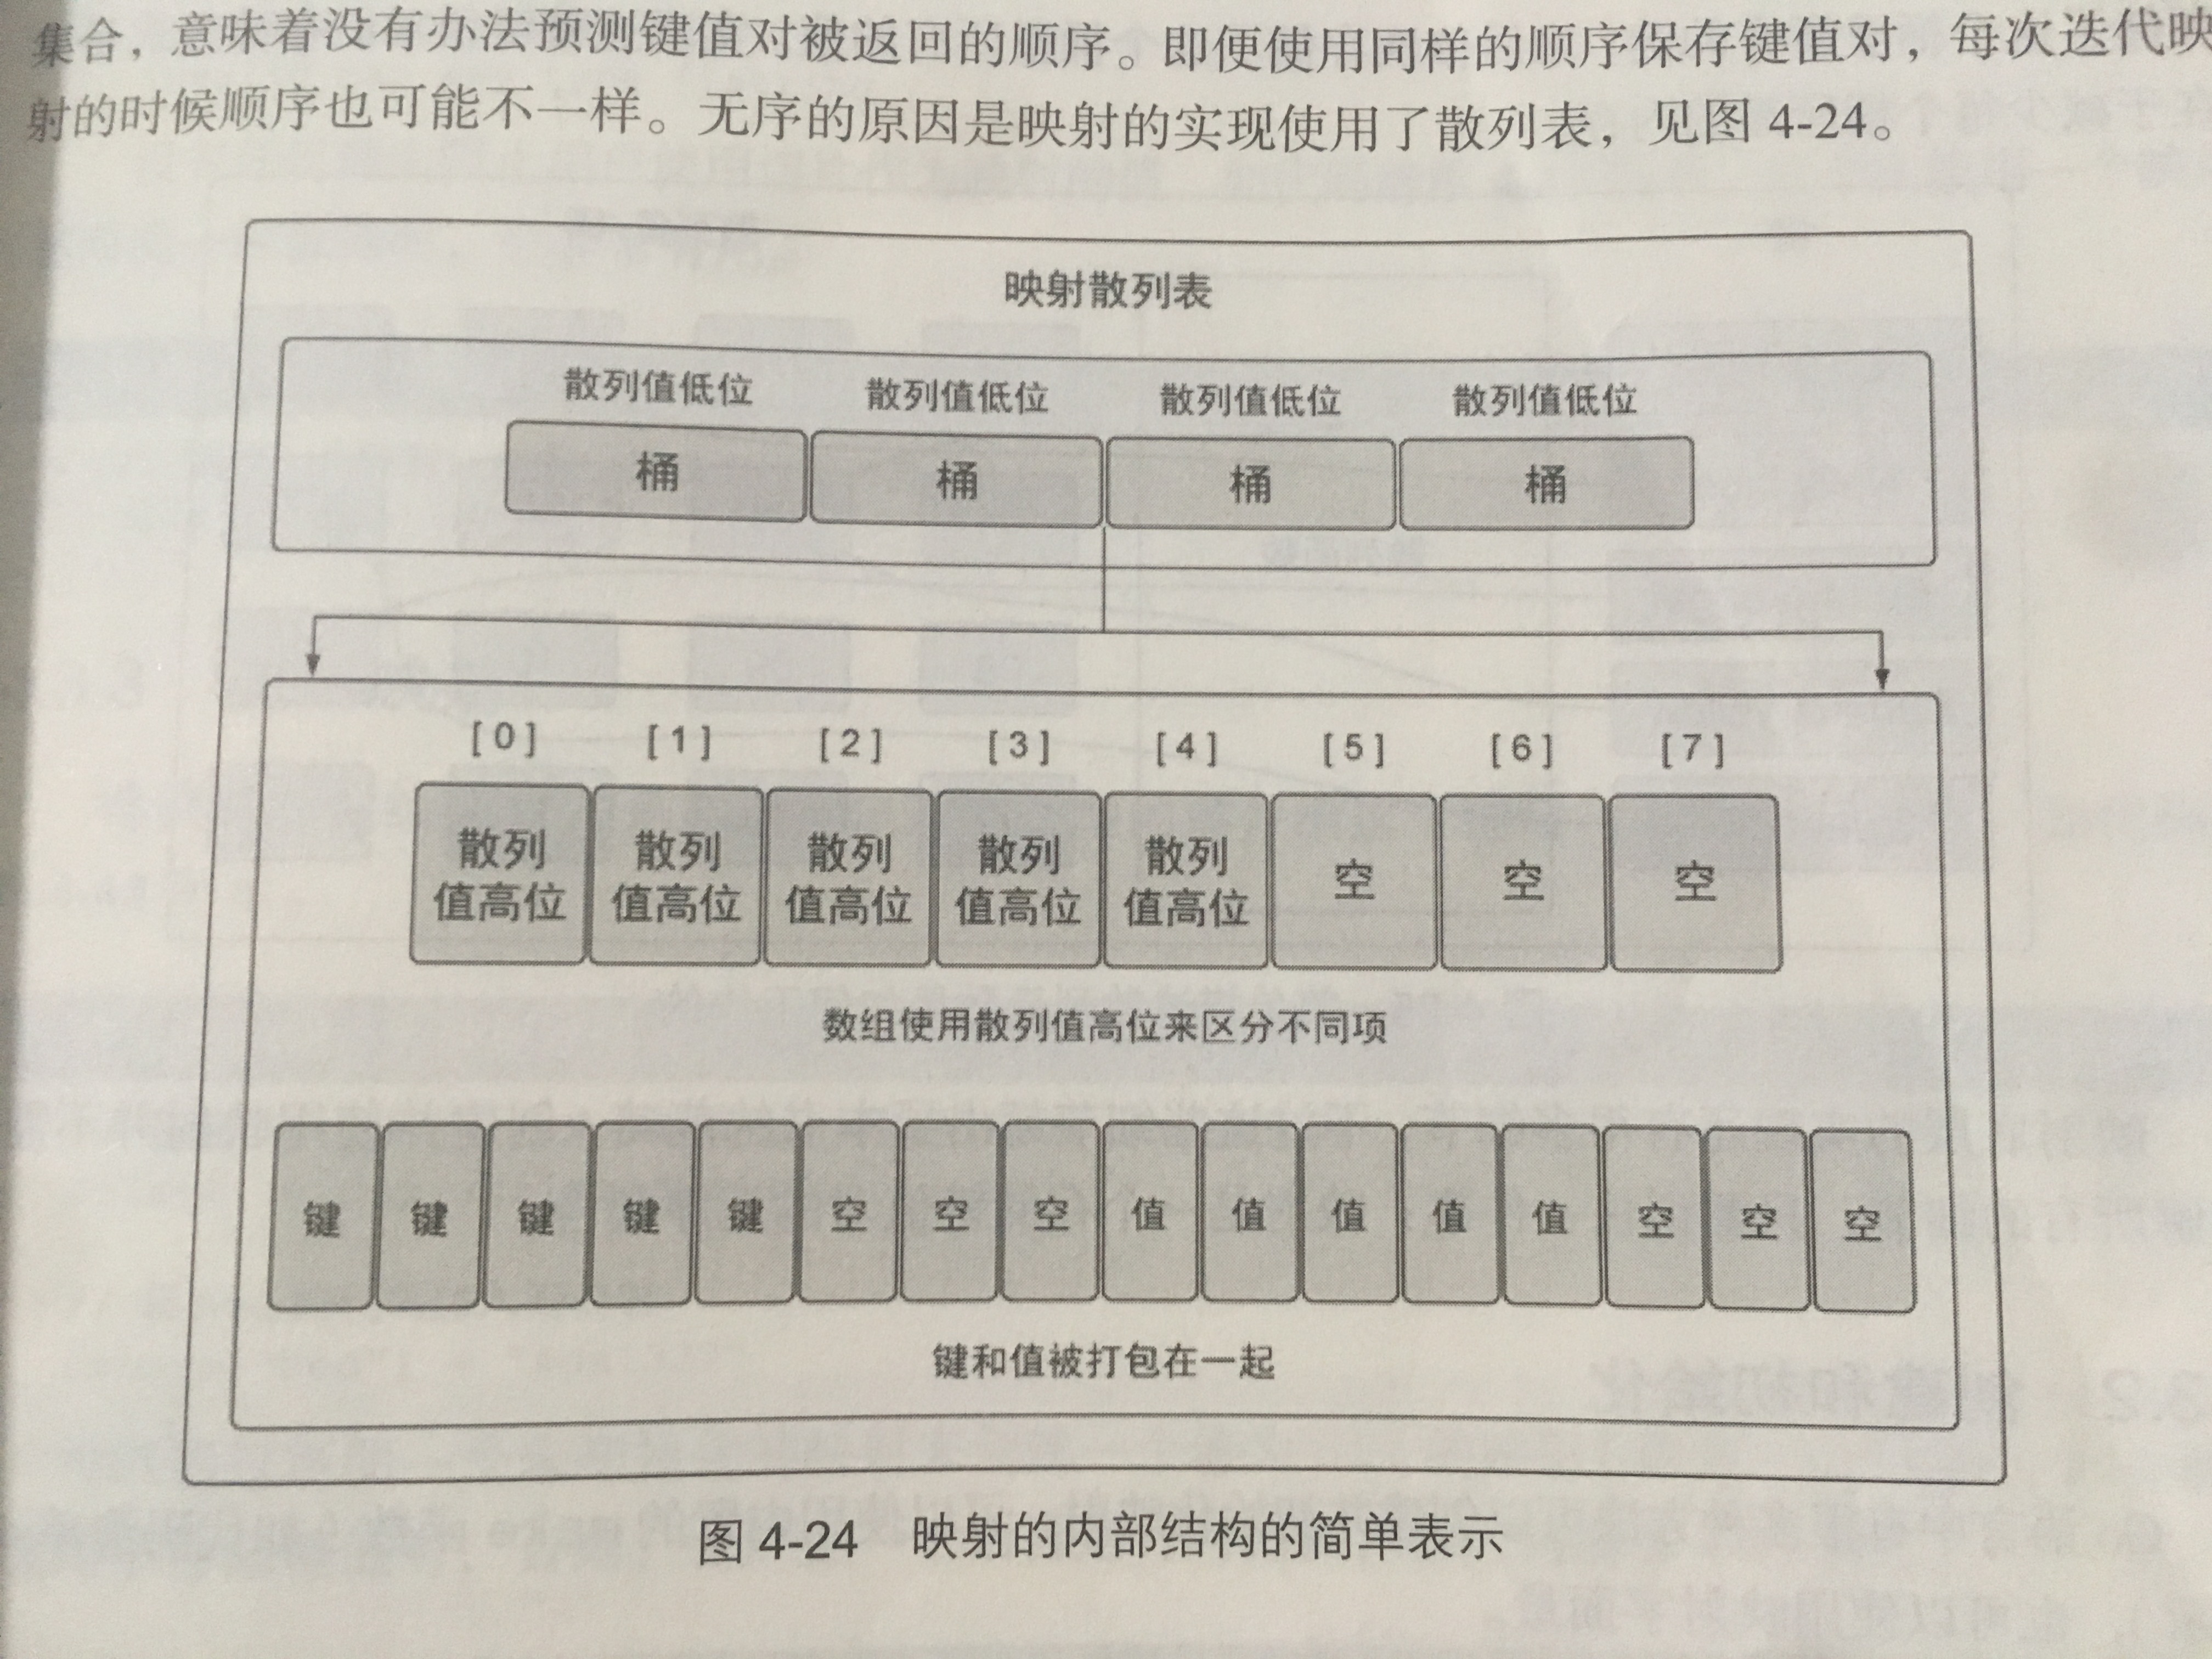 集合，意味着没有办法预测键值对被返回的顺序。即便使用同样的顺序保存键值对，每次迭代映
射的时候顺序也可能不一样。无序的原因是映射的实现使用了散列表，见图 4-24。
映射散列表
散列值低位 散列值低位 散列值低位 散列值低位
桶 桶 桶 桶
[0] [1] [2] [3] [4] [5] [6] [7]
散列 散列 散列 散列 散列
值高位 值高位 值高位 值高位 值高位 空 空 空
数组使用散列值高位来区分不同项
键 键 键 键 键 空 空 空 值 值 值 值 值 空 空 空
键和值被打包在一起
图 4-24 映射的内部结构的简单表示